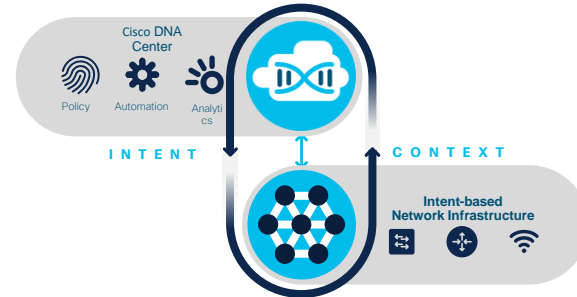 Cisco DNA
Center
Policy
Automation
Analyti
cs
INTENT
CONTEXT
Intent-based
Network Infrastructure